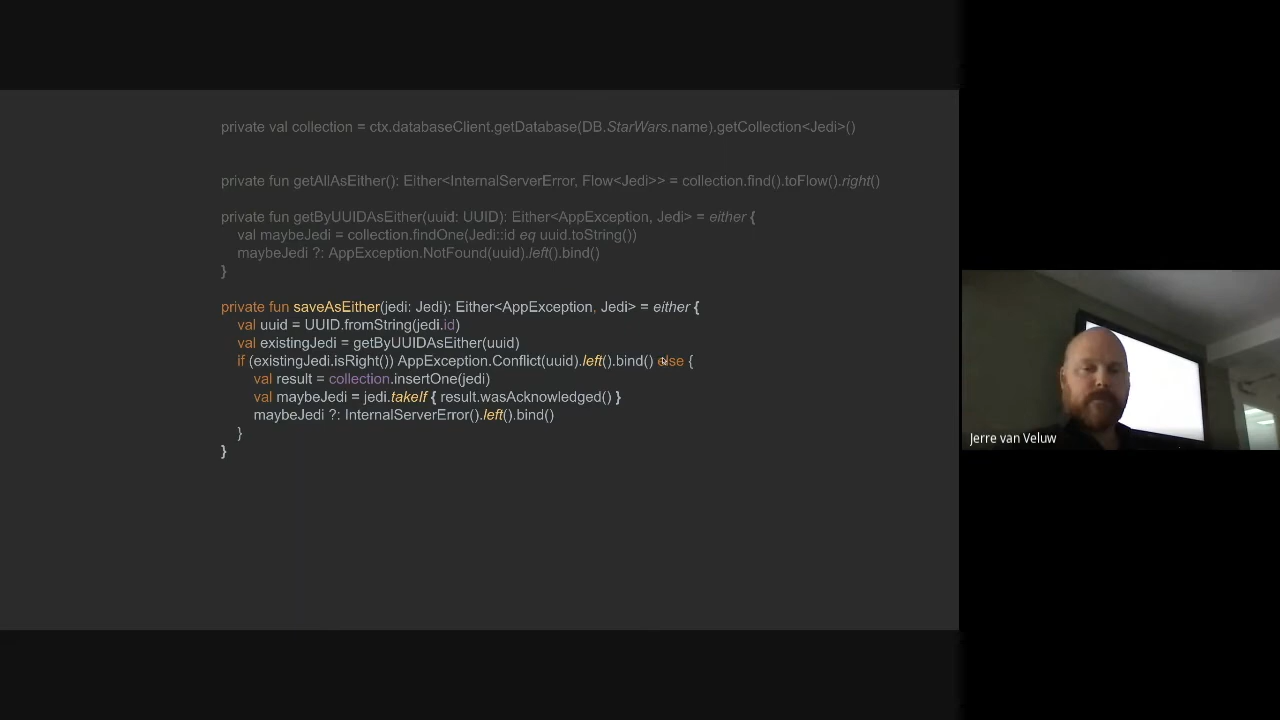 private val collection = ctx.databaseClient.getDatabase(DB.StarWars.name).getCollection<Jedi>()
private fun getAllAsEither(): Either<InternalServerError, Flow<Jedi>> = collection.find().toFlow().right()
private fun getByUUIDAsEither(uuid: UUID): Either<AppException, Jedi> = either {
val maybeJedi = collection.findOne(Jedi::id eq uuid.toString())
maybeJedi ?: AppException.NotFound(uuid).left().bind()
}
private fun saveAsEither(jedi: Jedi): Either<AppException, Jedi> = either {
val uuid = UUID.fromString(jedi.id)
val existingJedi = getByUUIDAsEither(uuid)
if (existingJedi.isRight()) AppException.Conflict(uuid).left().bind() else {
val result = collection.insertOne(jedi)
val maybeJedi = jedi.takeIf { result.wasAcknowledged() }
maybeJedi ?: InternalServerError().left().bind()
}
}
Jerre van Veluw